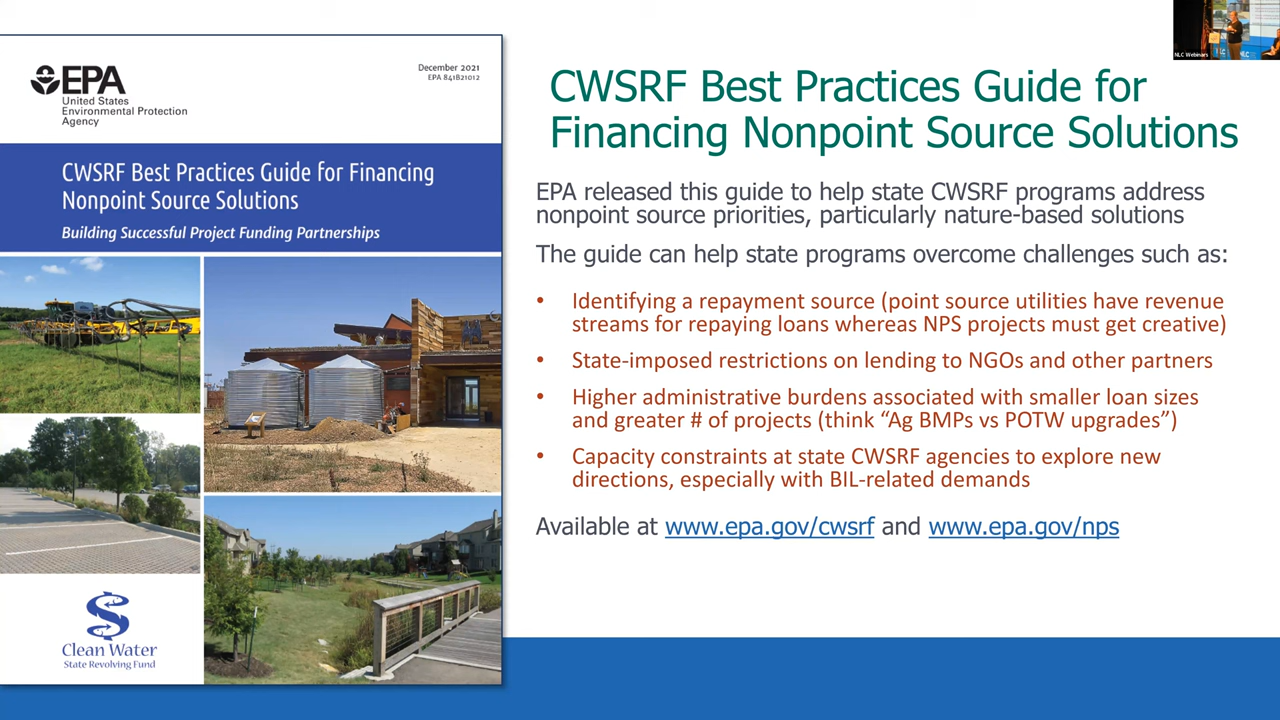 EPA
United States
Environmental Protection
Agency
December 2021
EPA 841B21012
CWSRF Best Practices Guide for Financing
Nonpoint Source Solutions
Building Successful Project Funding Partnerships
Clean Water
State Revolving Fund
NLC Webinars
CWSRF Best Practices Guide for
Financing Nonpoint Source Solutions
EPA released this guide to help state CWSRF programs address
nonpoint source priorities, particularly nature-based solutions
The guide can help state programs overcome challenges such as:
• Identifying a repayment source (point source utilities have revenue
streams for repaying loans whereas NPS projects must get creative)
• State-imposed restrictions on lending to NGOs and other partners
• Higher administrative burdens associated with smaller loan sizes
and greater # of projects (think “Ag BMPs vs POTW upgrades”)
• Capacity constraints at state CWSRF agencies to explore new
directions, especially with BIL-related demands
Available at www.epa.gov/cwsrf and www.epa.gov/nps